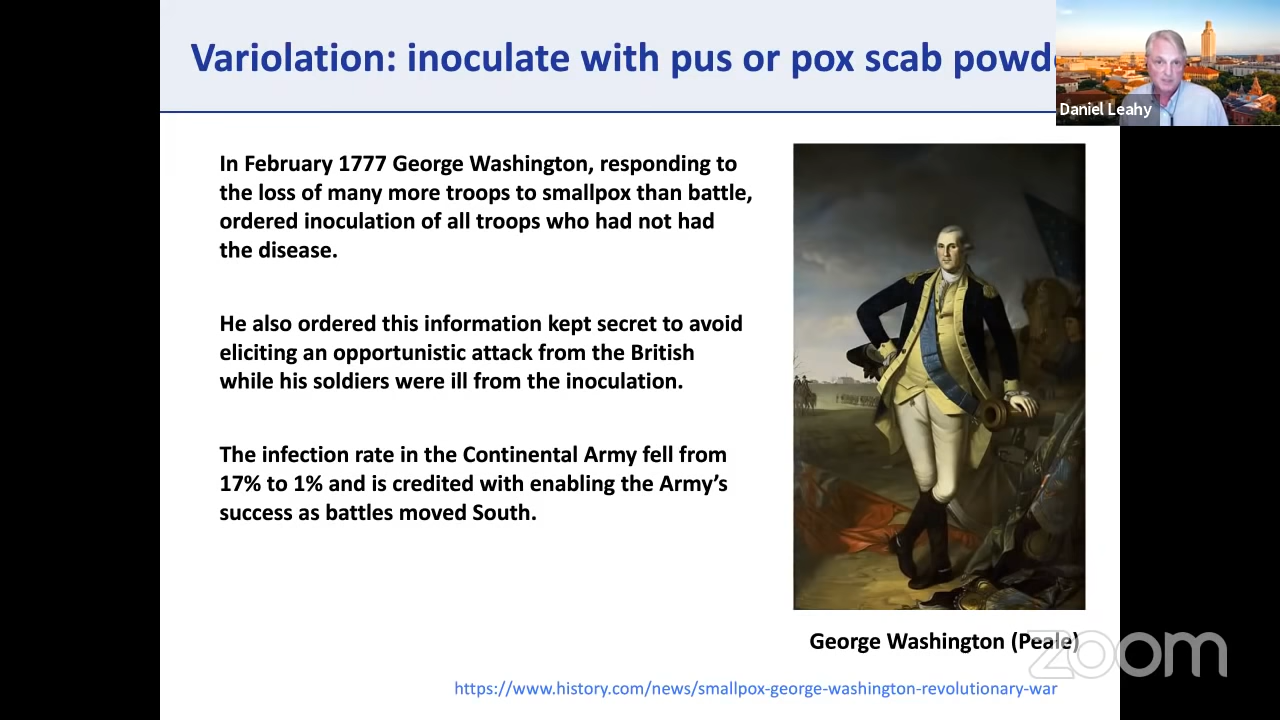 Variolation: inoculate with pus or pox scab
Daniel Leahy
In February 1777 George Washington, responding to
the loss of many more troops to smallpox than battle,
ordered inoculation of all troops who had not had
the disease.
He also ordered this information kept secret to avoid
eliciting an opportunistic attack from the British
while his soldiers were ill from the inoculation.
The infection rate in the Continental Army fell from
17% to 1% and is credited with enabling the Army’s
success as battles moved South.
George Washington (Peale)
zoom
https://www.history.com/news/smallpox-george-washington-revolutionary-war